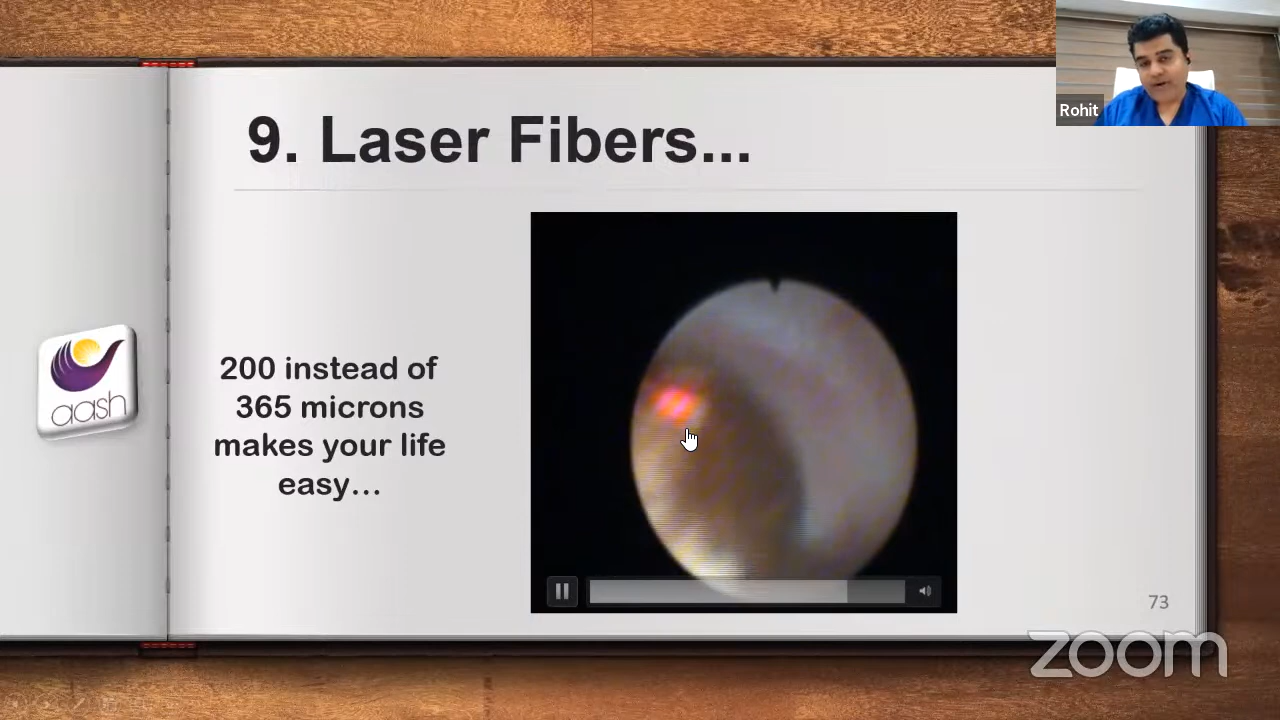 Rohit
9. Laser Fibers...
200 instead of
365 microns
makes your life
easy...
aash
73
zoom